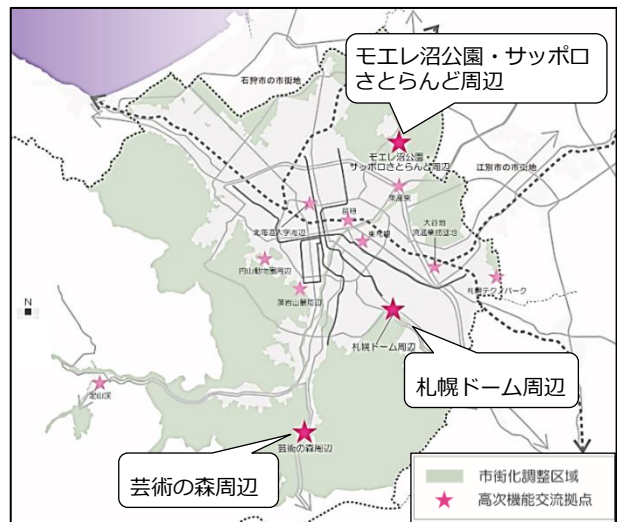 モエレ沼公園・サッポロ
さとらんど周辺
石狩市の市街地
モエレ沼公園・
サッポロさとらんど周辺
江別市の市街地
苗穂
北海道大学周辺
東札幌
大谷地
流通業務団地
円山動物園周辺
藻岩山麓周辺
札幌テクノパーク
N
札幌ドーム周辺
札幌ドーム周辺
定山渓
芸術の森周辺
芸術の森周辺
市街化調整区域
高次機能交流拠点